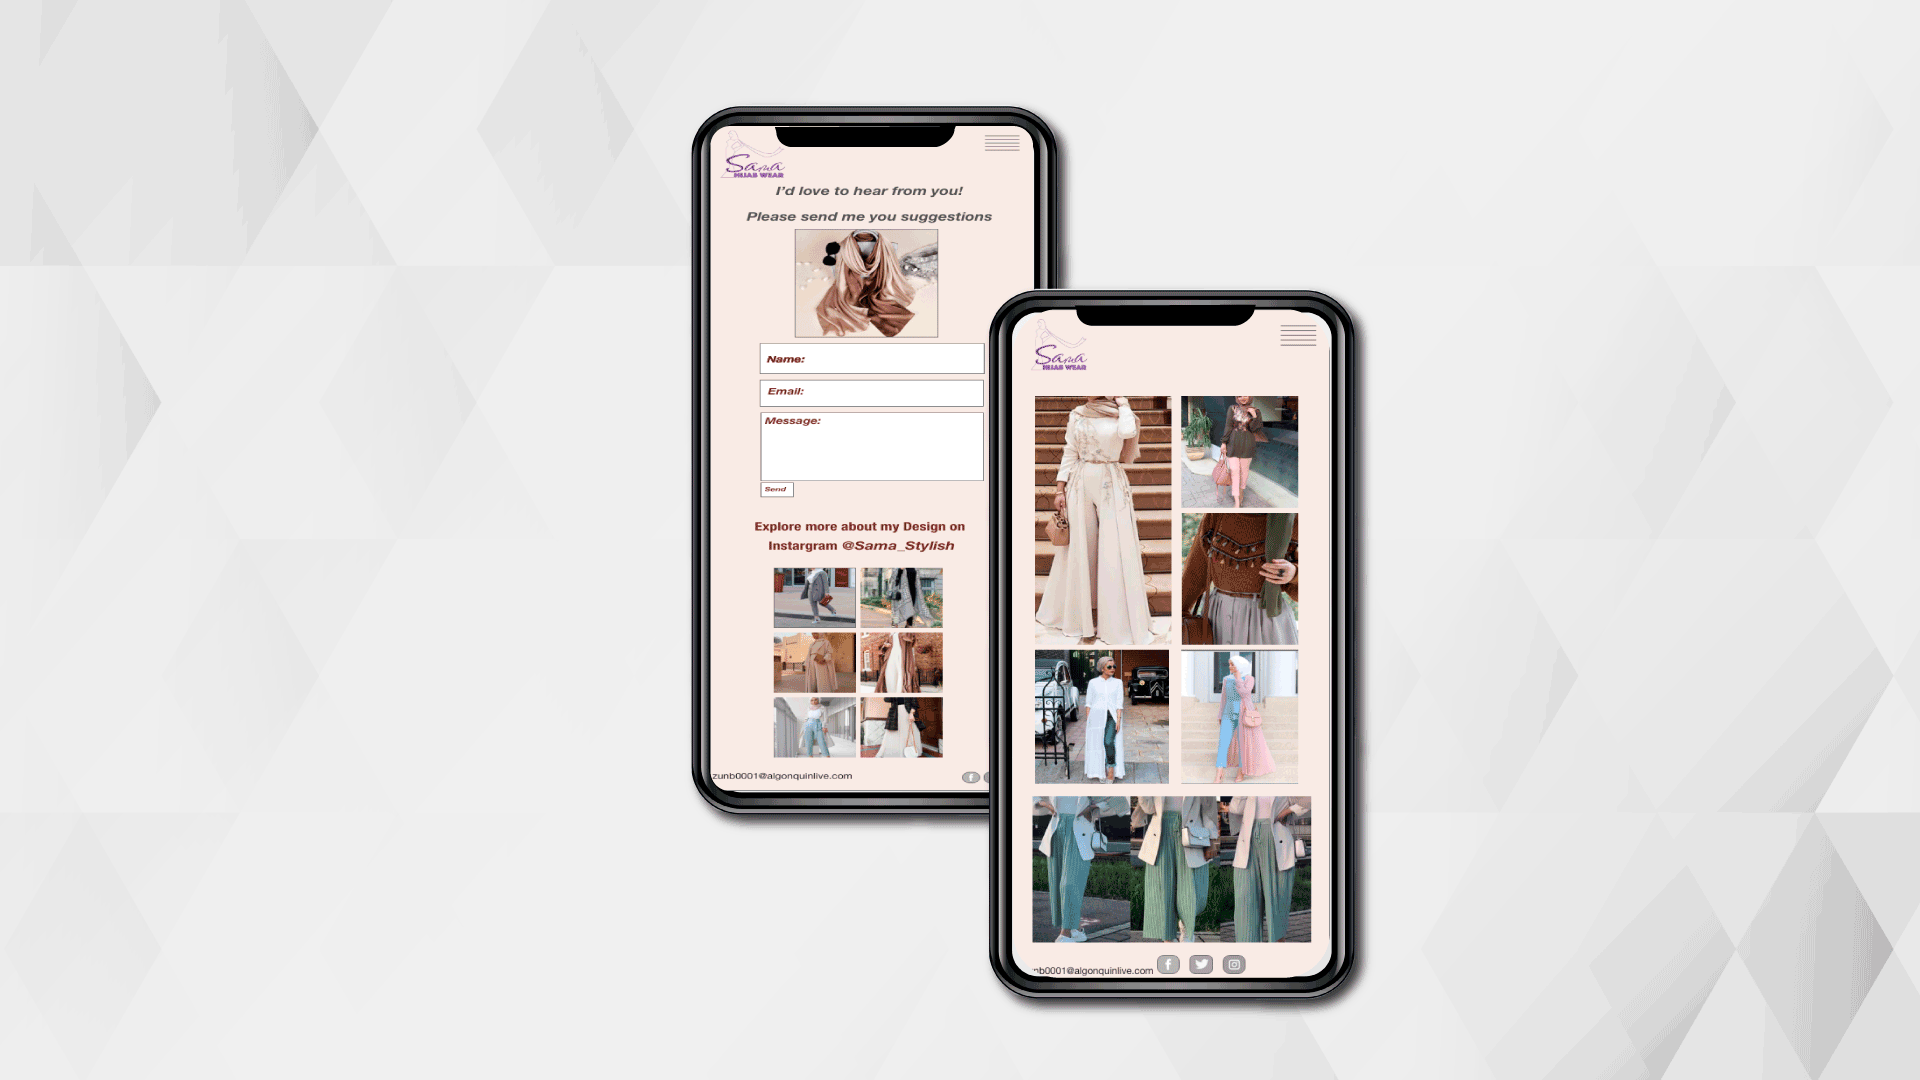 Sama
HIJAB WEAR
I'd love to hear from you!
Please send me you suggestions
Name:
Email:
Message:
Send
Explore more about my Design on
Instargram @Sama_Stylish
zunb0001@algonquinlive.com
Sama
HIJAB WEAR
nb0001@algonquinlive.com